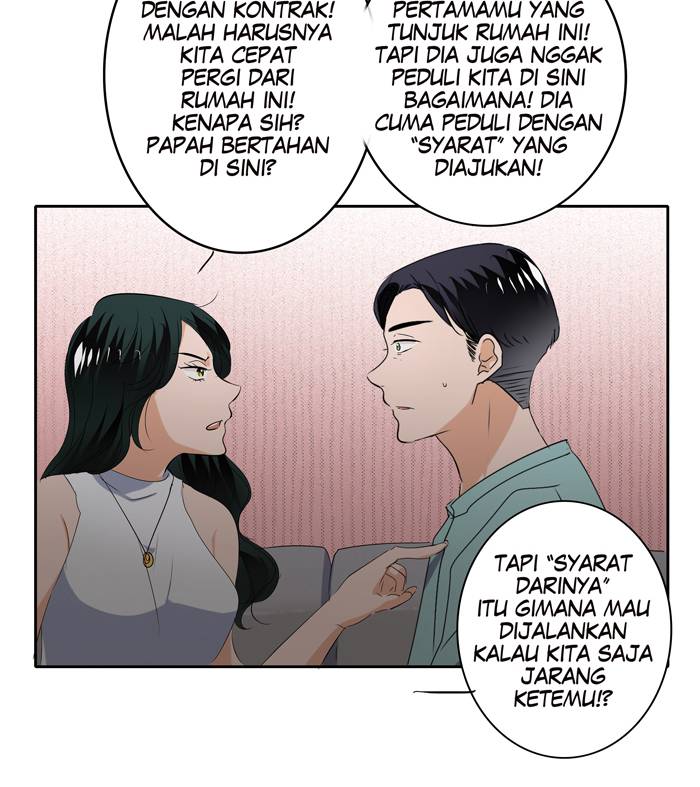 DENGAN KONTRAK!
MALAH HARUSNYA
KITA CEPAT
PERGI DARI
RUMAH INI!
KENAPA SIH?
PAPAH BERTAHAN
DI SINI?
PERTAMAMU YANG
TUNJUK RUMAH INI!
TAPI DIA JUGA NGGAK
PEDULI KITA DI SINI
BAGAIMANA! DIA
CUMA PEDULI DENGAN
"SYARAT" YANG
DIAJUKAN!
TAPI "SYARAT
DARINYA"
ITU GIMANA MAU
DIJALANKAN
KALAU KITA SAJA
JARANG
KETEMU!?